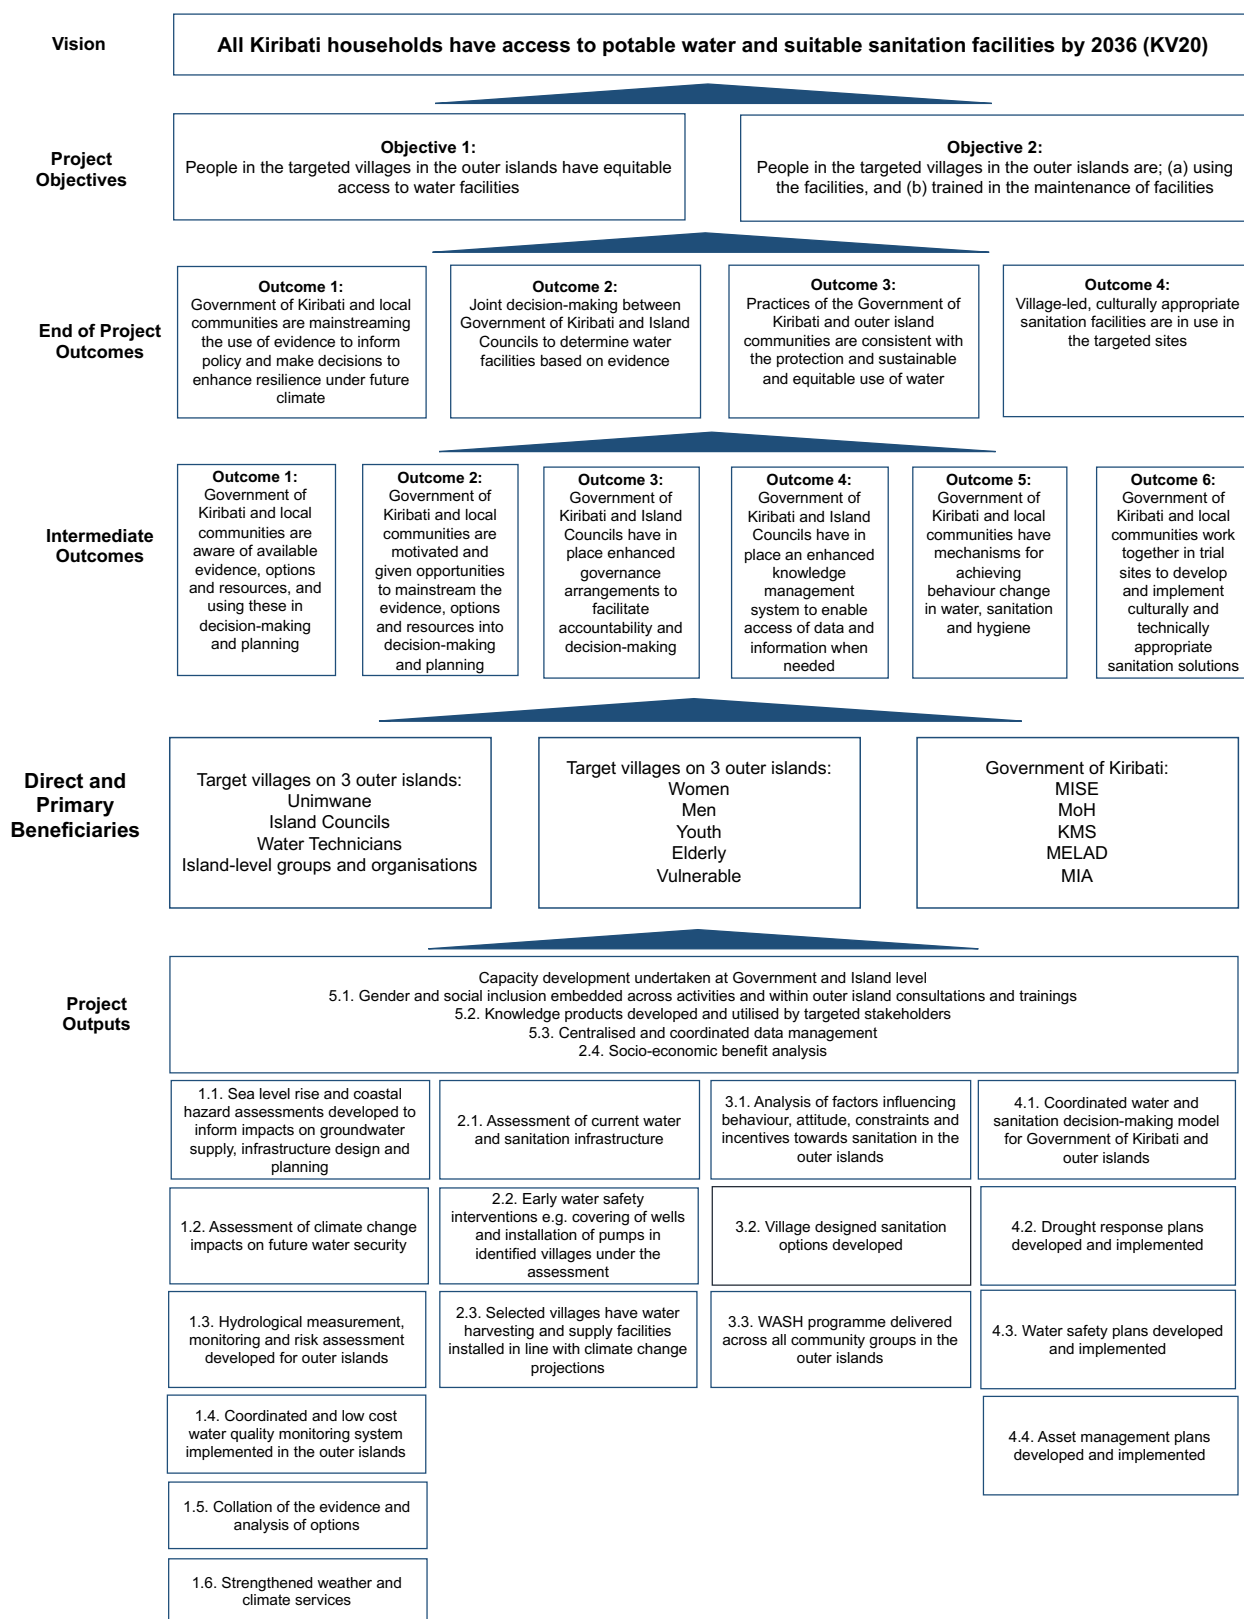 Vision
All Kiribati households have access to potable water and suitable sanitation facilities by 2036 (KV20)
Project
Objectives
Objective 1:
People in the targeted villages in the outer islands have equitable
access to water facilities
Objective 2:
People in the targeted villages in the outer islands are; (a) using
the facilities, and (b) trained in the maintenance of facilities
End of Project
Outcomes
Outcome 1:
Government of Kiribati and local
communities are mainstreaming
the use of evidence to inform
policy and make decisions to
enhance resilience under future
climate
Outcome 2:
Joint decision-making between
Government of Kiribati and Island
Councils to determine water
facilities based on evidence
Outcome 3:
Practices of the Government of
Kiribati and outer island
communities are consistent with
the protection and sustainable
and equitable use of water
Outcome 4:
Village-led, culturally appropriate
sanitation facilities are in use in
the targeted sites
Intermediate
Outcomes
Outcome 1:
Government of
Kiribati and local
communities are
aware of available
evidence, options
and resources, and
using these in
decision-making
and planning
Outcome 2:
Government of
Kiribati and local
communities are
motivated and
given opportunities
to mainstream the
evidence, options
and resources into
decision-making
and planning
Outcome 3:
Government of
Kiribati and Island
Councils have in
place enhanced
governance
arrangements to
facilitate
accountability and
decision-making
Outcome 4:
Government of
Kiribati and Island
Councils have in
place an enhanced
knowledge
management
system to enable
access of data and
information when
needed
Outcome 5:
Government of
Kiribati and local
communities have
mechanisms for
achieving
behaviour change
in water, sanitation
and hygiene
Outcome 6:
Government of
Kiribati and local
communities work
together in trial
sites to develop
and implement
culturally and
technically
appropriate
sanitation solutions
Direct and
Primary
Beneficiaries
Target villages on 3 outer islands:
Unimwane
Island Councils
Water Technicians
Island-level groups and organisations
Target villages on 3 outer islands:
Women
Men
Youth
Elderly
Vulnerable
Government of Kiribati:
MISE
MoH
KMS
MELAD
MIA
Project
Outputs
Capacity development undertaken at Government and Island level
5.1. Gender and social inclusion embedded across activities and within outer island consultations and trainings
5.2. Knowledge products developed and utilised by targeted stakeholders
5.3. Centralised and coordinated data management
2.4. Socio-economic benefit analysis
1.1. Sea level rise and coastal
hazard assessments developed to
inform impacts on groundwater
supply, infrastructure design and
planning
2.1. Assessment of current water
and sanitation infrastructure
3.1. Analysis of factors influencing
behaviour, attitude, constraints and
incentives towards sanitation in the
outer islands
4.1. Coordinated water and
sanitation decision-making model
for Government of Kiribati and
outer islands
1.2. Assessment of climate change
impacts on future water security
2.2. Early water safety
interventions e.g. covering of wells
and installation of pumps in
identified villages under the
assessment
3.2. Village designed sanitation
options developed
4.2. Drought response plans
developed and implemented
1.3. Hydrological measurement,
monitoring and risk assessment
developed for outer islands
2.3. Selected villages have water
harvesting and supply facilities
installed in line with climate change
projections
3.3. WASH programme delivered
across all community groups in the
outer islands
4.3. Water safety plans developed
and implemented
1.4. Coordinated and low cost
water quality monitoring system
implemented in the outer islands
4.4. Asset management plans
developed and implemented
1.5. Collation of the evidence and
analysis of options
1.6. Strengthened weather and
climate services